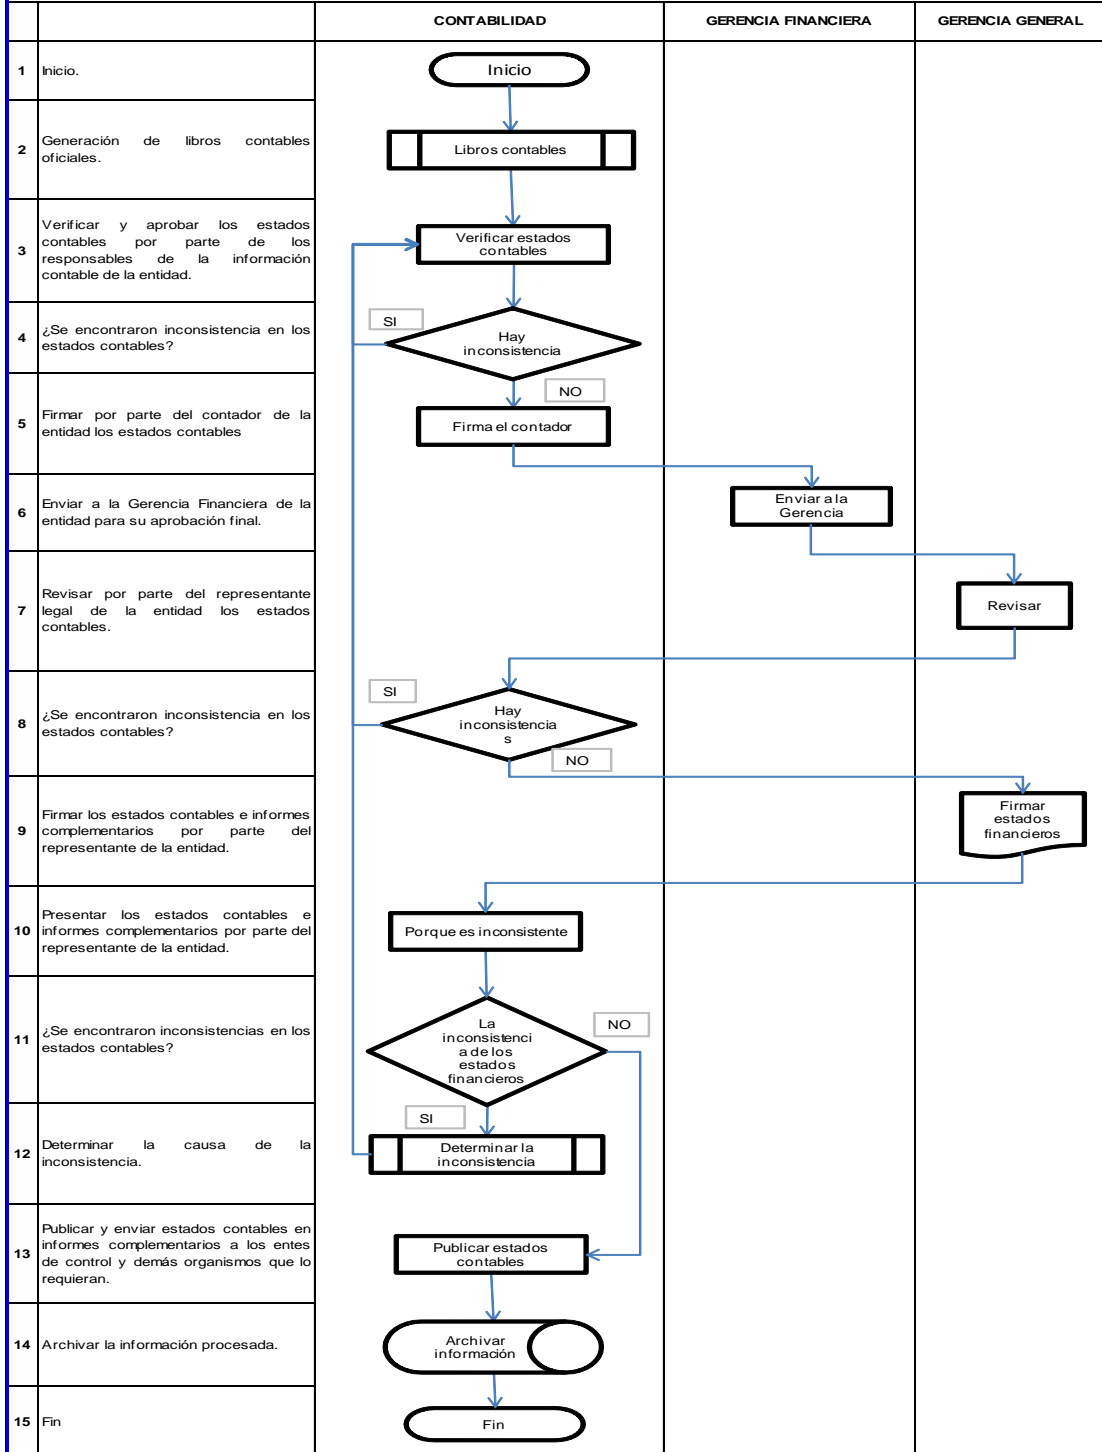 CONTABILIDAD GERENCIA FINANCIERA GERENCIA GENERAL
1 Inicio.
Inicio
2 Generación de libros contables
oficiales.
Libros contables
3 Verificar y aprobar los estados
contables por parte de los
responsables de la información
contable de la entidad.
Verificar estados
contables
4 ¿Se encontraron inconsistencia en los
estados contables?
SI
Hay
inconsistencia
NO
5 Firmar por parte del contador de la
entidad los estados contables
Firma el contador
6 Enviar a la Gerencia Financiera de la
entidad para su aprobación final.
Enviar a la
Gerencia
7 Revisar por parte del representante
legal de la entidad los estados
contables.
Revisar
8 ¿Se encontraron inconsistencia en los
estados contables?
SI
Hay
inconsistencia
s
NO
9 Firmar los estados contables e informes
complementarios por parte del
representante de la entidad.
Firmar
estados
financieros
10 Presentar los estados contables e
informes complementarios por parte del
representante de la entidad.
Porque es inconsistente
11 ¿Se encontraron inconsistencias en los
estados contables?
La
inconsistenci
a de los
estados
financieros
NO
SI
12 Determinar la causa de la
inconsistencia.
Determinar la
inconsistencia
13 Publicar y enviar estados contables en
informes complementarios a los entes
de control y demás organismos que lo
requieran.
Publicar estados
contables
14 Archivar la información procesada.
Archivar
información
15 Fin
Fin